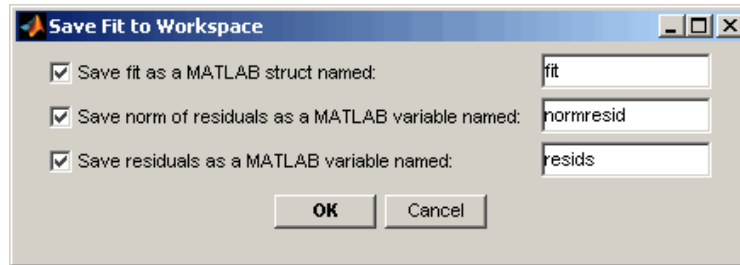 Save Fit to Workspace
Save fit as a MATLAB struct named: fit
Save norm of residuals as a MATLAB variable named: normresid
Save residuals as a MATLAB variable named: resids
OK Cancel